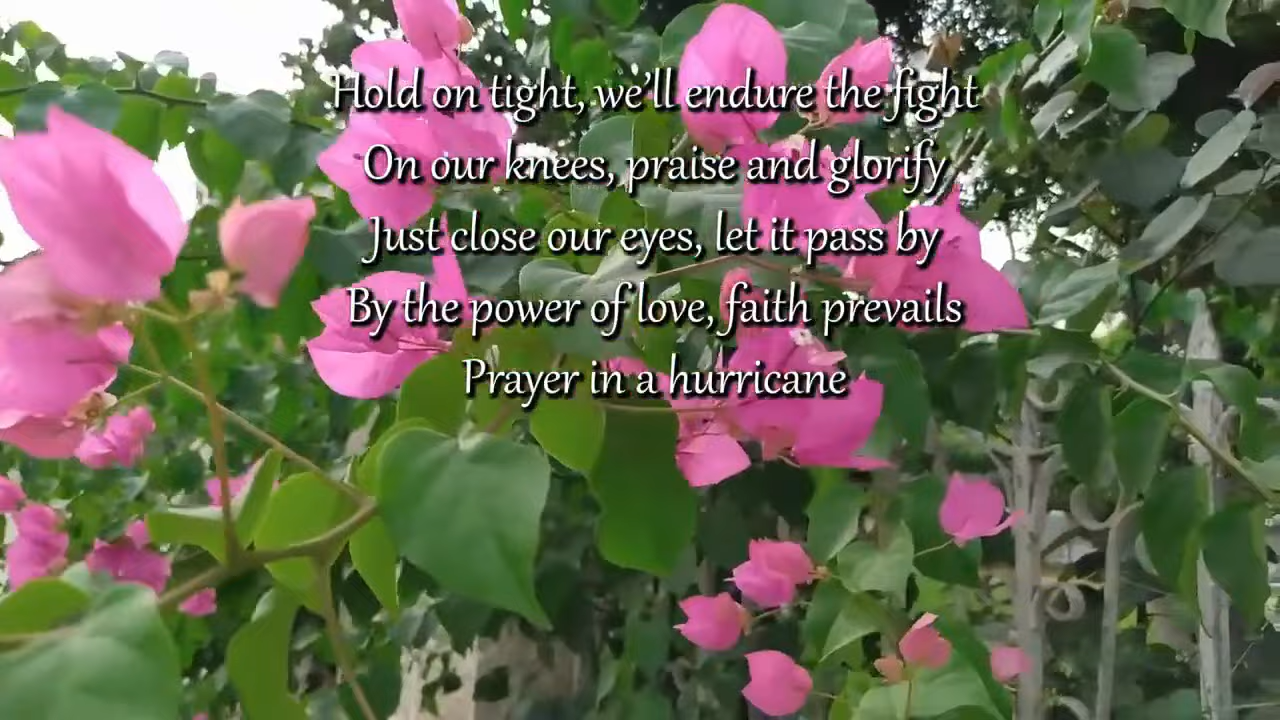 Hold on tight, we'll endure the fight
On our knees, praise and glorify
Just close our eyes, let it pass by
By the power of love, faith prevails
Prayer in a hurricane